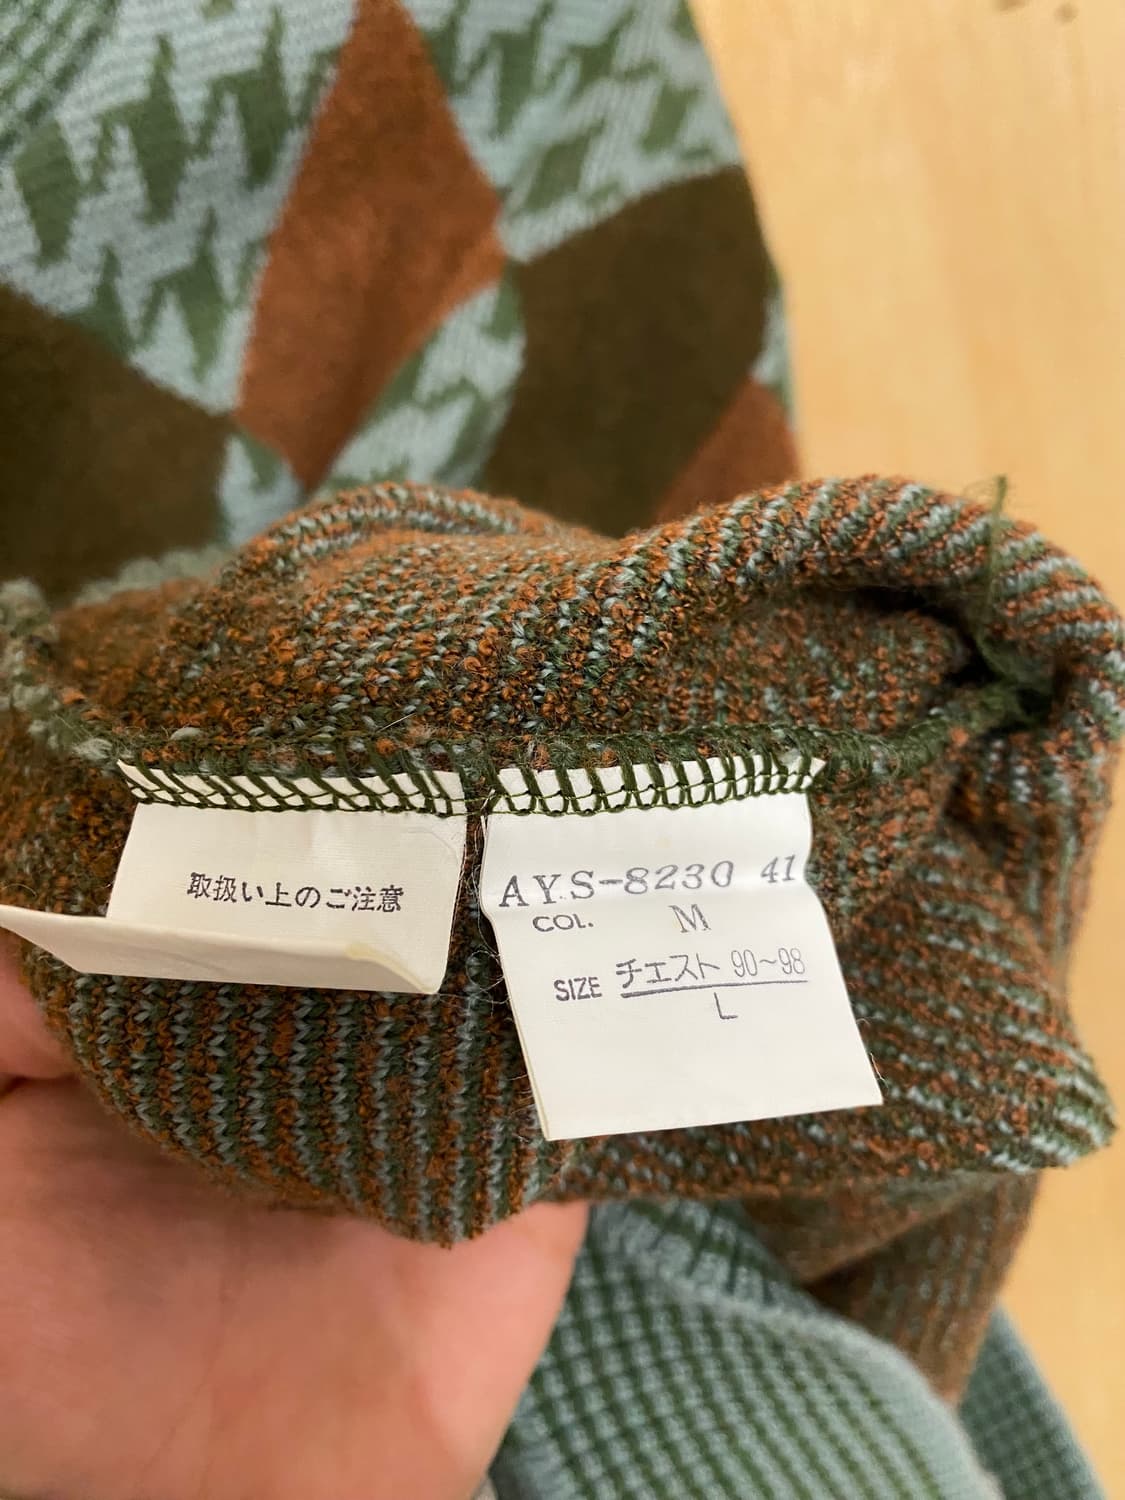 取扱い上のご注意
AYS-8230 41
COL. M
SIZE チェスト 90~98
L